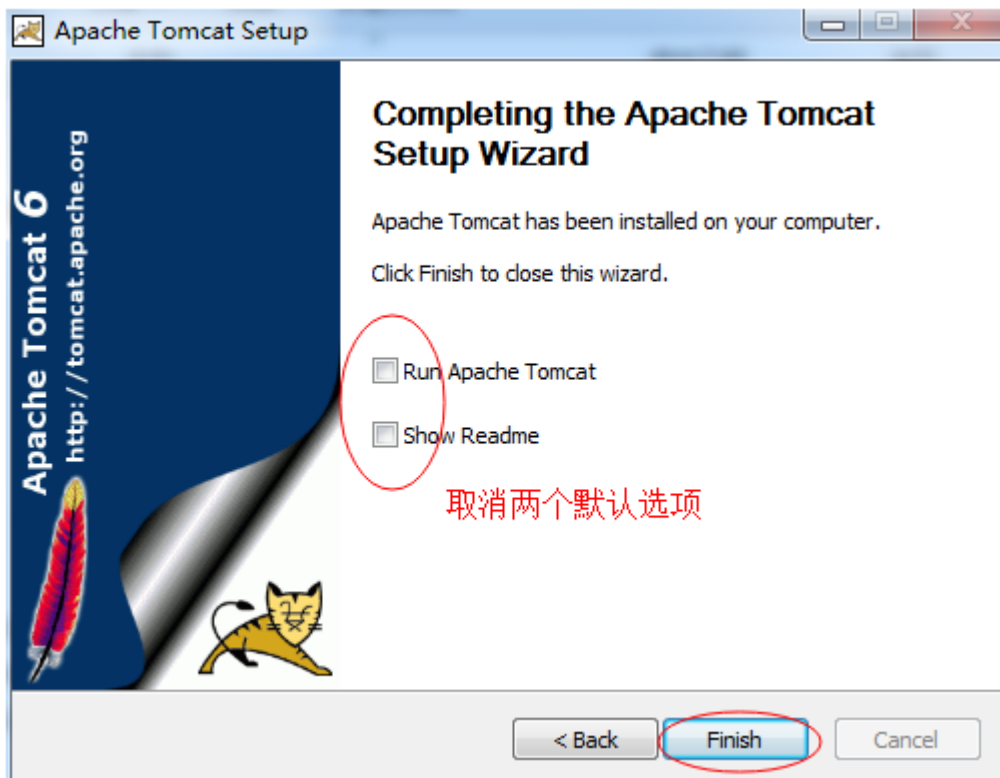 Apache Tomcat Setup
Apache Tomcat 6
http://tomcat.apache.org
Completing the Apache Tomcat
Setup Wizard
Apache Tomcat has been installed on your computer.
Click Finish to close this wizard.
Run Apache Tomcat
Show Readme
取消两个默认选项
< Back
Finish
Cancel